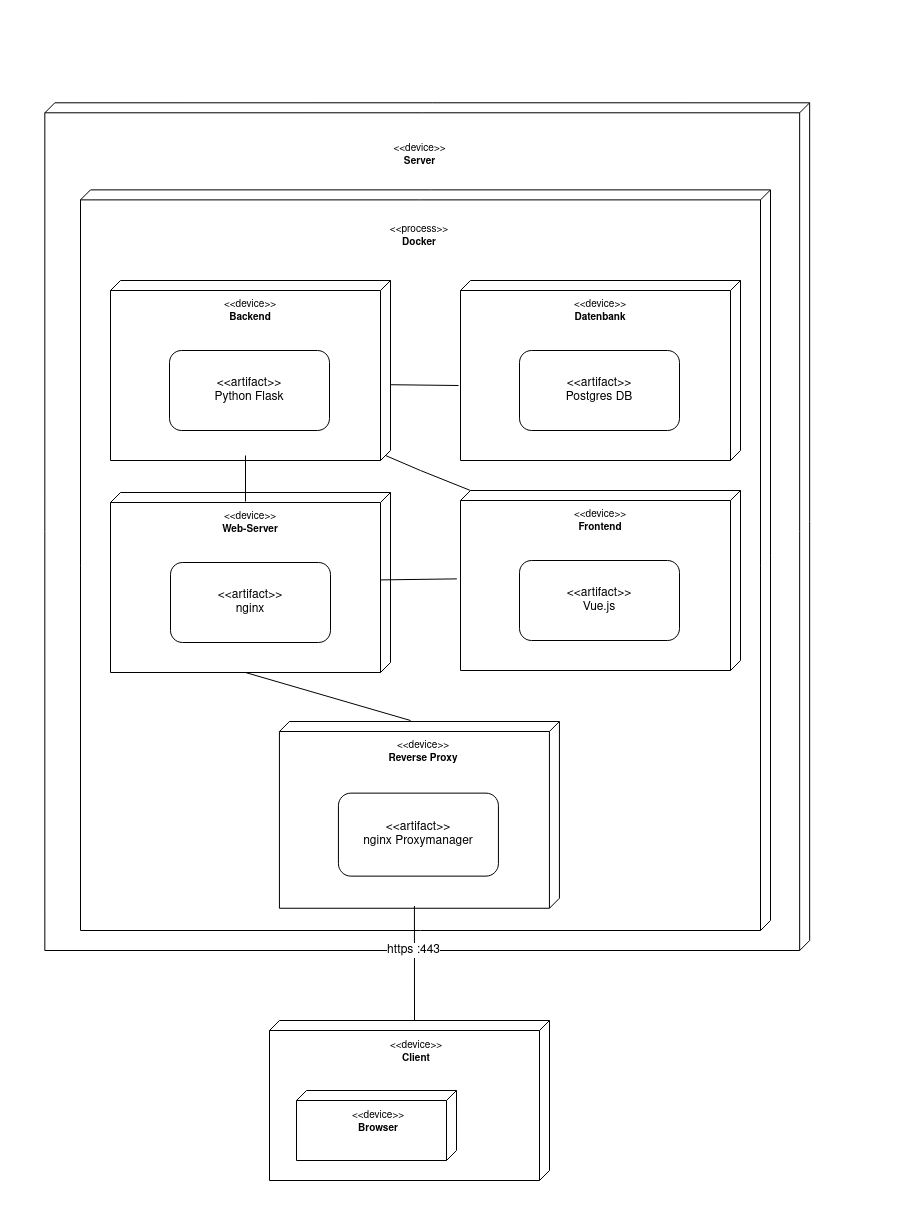 <<device>>
Server
<<process>>
Docker
<<device>>
Backend
<<artifact>>
Python Flask
<<device>>
Datenbank
<<artifact>>
Postgres DB
<<device>>
Web-Server
<<artifact>>
nginx
<<device>>
Frontend
<<artifact>>
Vue.js
<<device>>
Reverse Proxy
<<artifact>>
nginx Proxymanager
https :443
<<device>>
Client
<<device>>
Browser